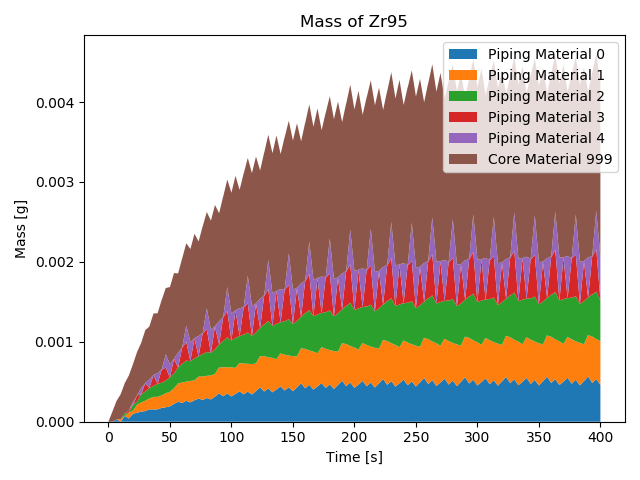 Mass of Zr95
Piping Material 0
Piping Material 1
Piping Material 2
Piping Material 3
Piping Material 4
Core Material 999
Mass [g]
0.004
0.003
0.002
0.001
0.000
0 50 100 150 200 250 300 350 400
Time [s]